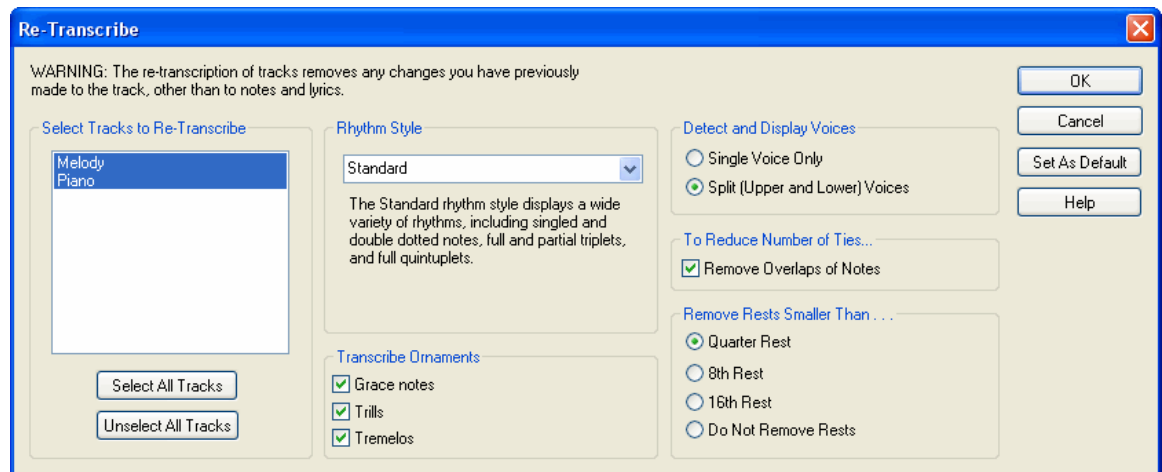 Re-Transcribe
WARNING: The re-transcription of tracks removes any changes you have previously
made to the track, other than to notes and lyrics.
Select Tracks to Re-Transcribe
Melody
Piano
Select All Tracks
Unselect All Tracks
Rhythm Style
Standard
The Standard rhythm style displays a wide
variety of rhythms, including singled and
double dotted notes, full and partial triplets,
and full quintuplets.
Transcribe Ornaments
Grace notes
Trills
Tremelos
Detect and Display Voices
Single Voice Only
Split (Upper and Lower) Voices
To Reduce Number of Ties...
Remove Overlaps of Notes
Remove Rests Smaller Than . . .
Quarter Rest
8th Rest
16th Rest
Do Not Remove Rests
OK
Cancel
Set As Default
Help